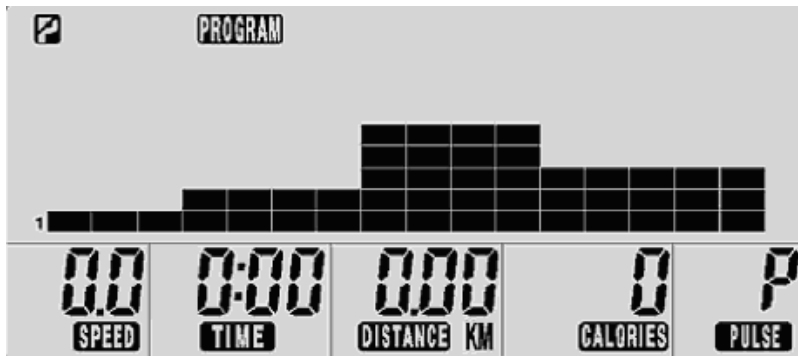 P PROGRAM
1
0.0 0:00 0.00 0 P
SPEED TIME DISTANCE KM CALORIES PULSE